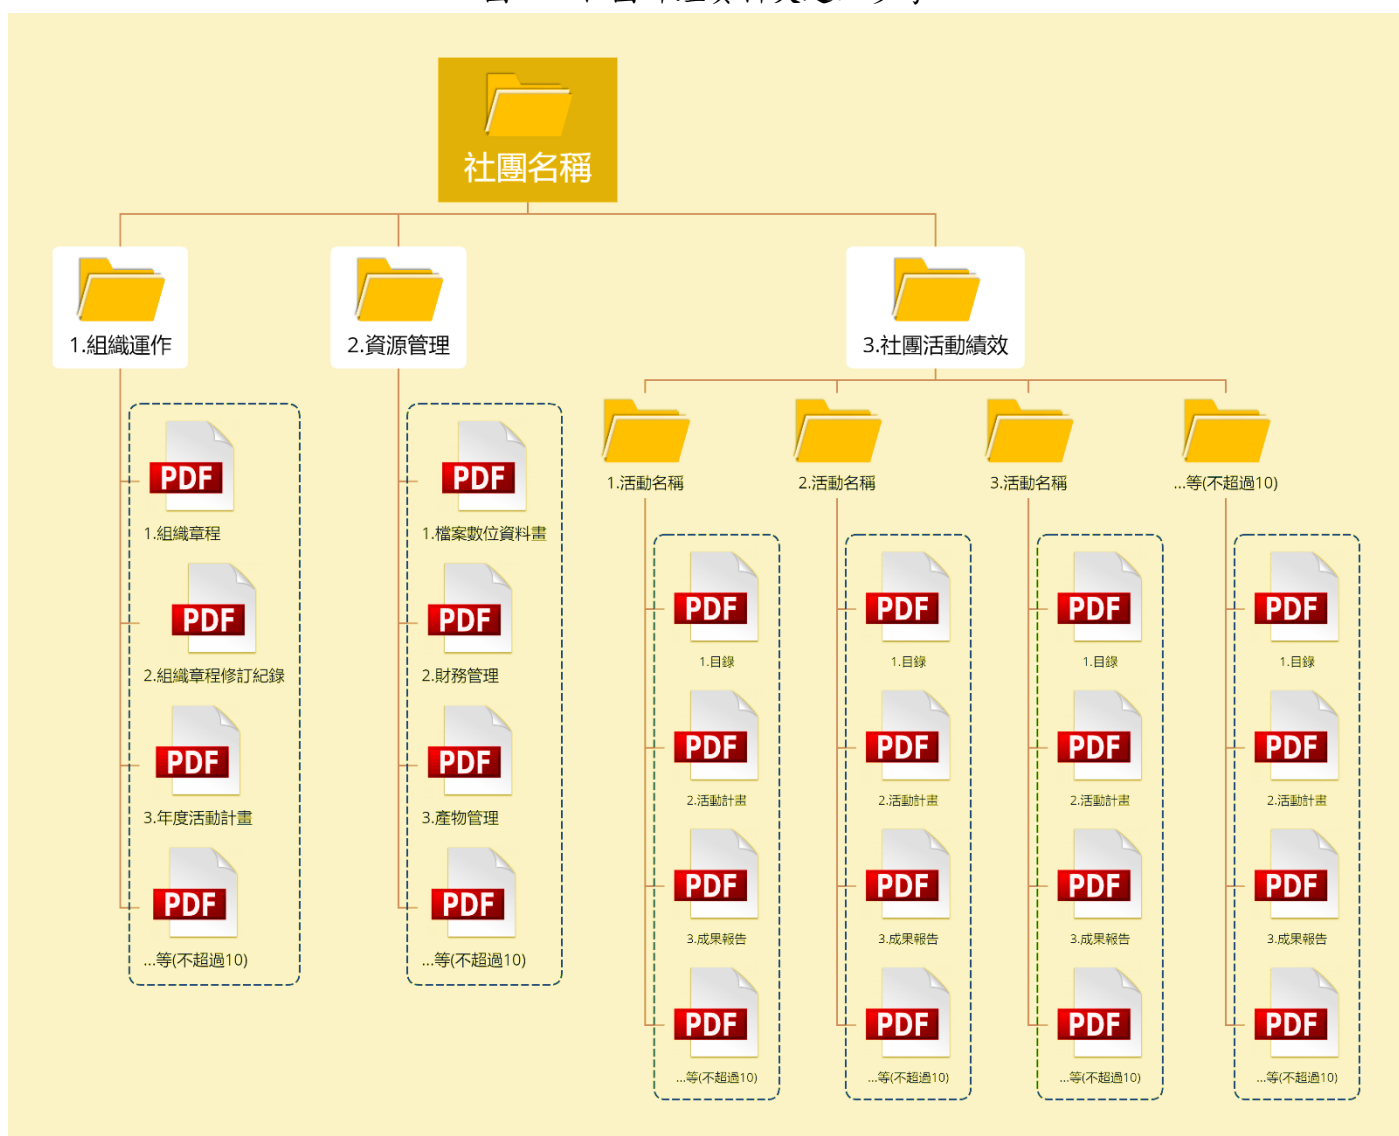 社團名稱
1.組織運作
2.資源管理
3.社團活動績效
PDF
1.組織章程
PDF
2.組織章程修訂紀錄
PDF
3.年度活動計畫
PDF
...等(不超過10)
PDF
1.檔案數位資料畫
PDF
2.財務管理
PDF
3.產物管理
PDF
...等(不超過10)
1.活動名稱
2.活動名稱
3.活動名稱
...等(不超過10)
PDF
1.目錄
PDF
2.活動計畫
PDF
3.成果報告
PDF
...等(不超過10)
PDF
1.目錄
PDF
2.活動計畫
PDF
3.成果報告
PDF
...等(不超過10)
PDF
1.目錄
PDF
2.活動計畫
PDF
3.成果報告
PDF
...等(不超過10)
PDF
1.目錄
PDF
2.活動計畫
PDF
3.成果報告
PDF
...等(不超過10)